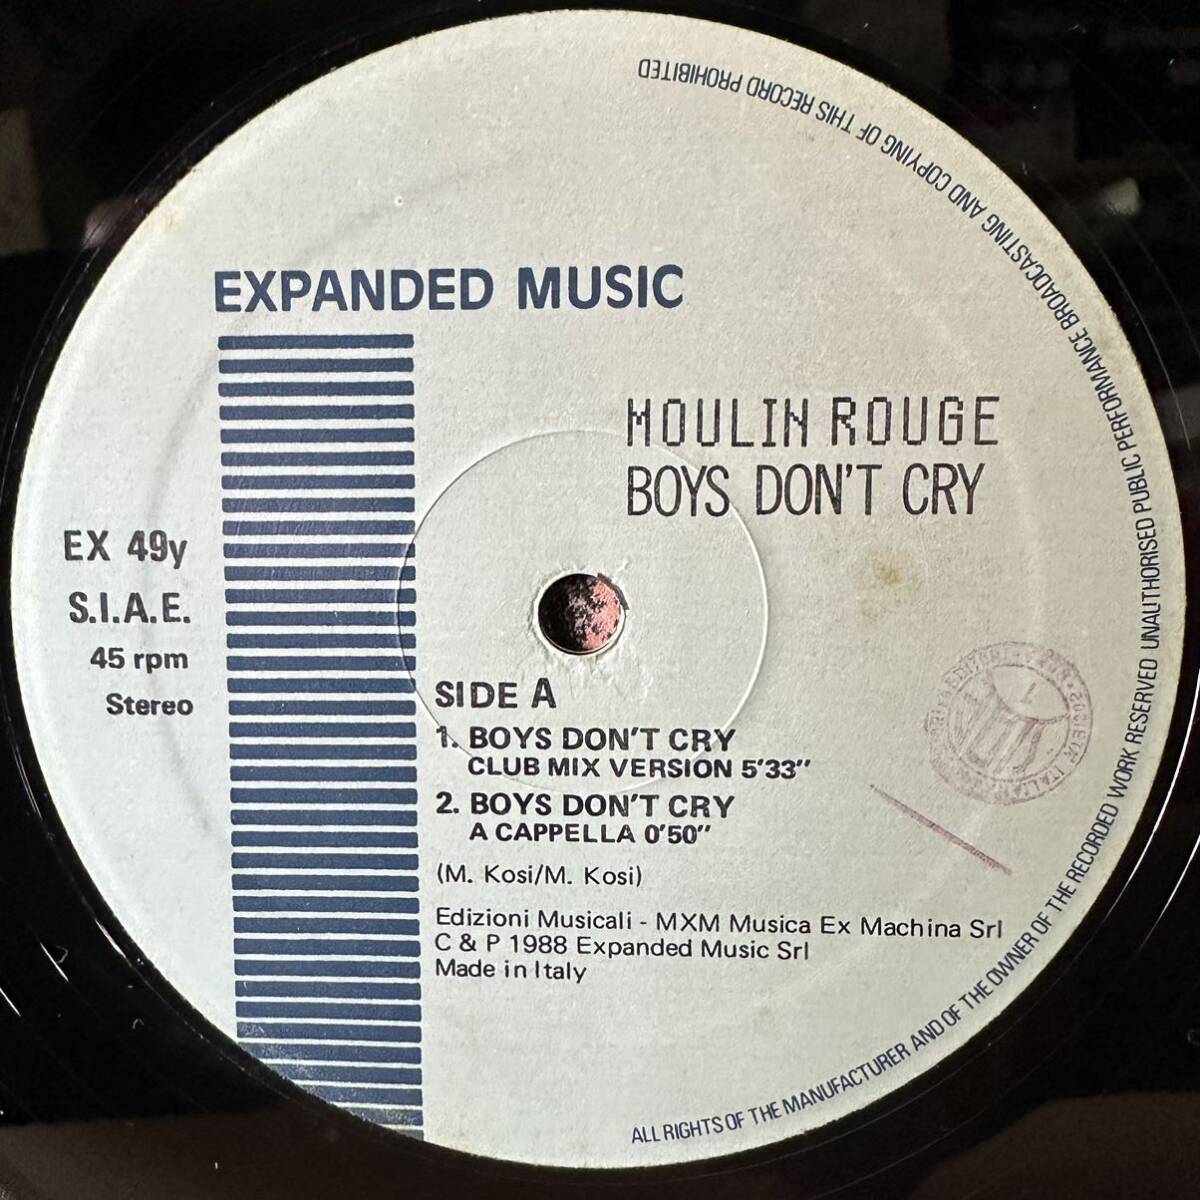 EXPANDED MUSIC
MOULIN ROUGE
BOYS DON'T CRY
EX 49y
S.I.A.E.
45 rpm
Stereo
SIDE A
1. BOYS DON'T CRY
CLUB MIX VERSION 5'33"
2. BOYS DON'T CRY
A CAPPELLA 0'50"
(M. Kosi/M. Kosi)
Edizioni Musicali - MXM Musica Ex Machina Srl
C & P 1988 Expanded Music Srl
Made in Italy
ALL RIGHTS OF THE MANUFACTURER AND OF THE OWNER OF THE RECORDED WORK RESERVED UNAUTHORISED PUBLIC PERFORMANCE BROADCASTING AND COPYING OF THIS RECORD PROHIBITED